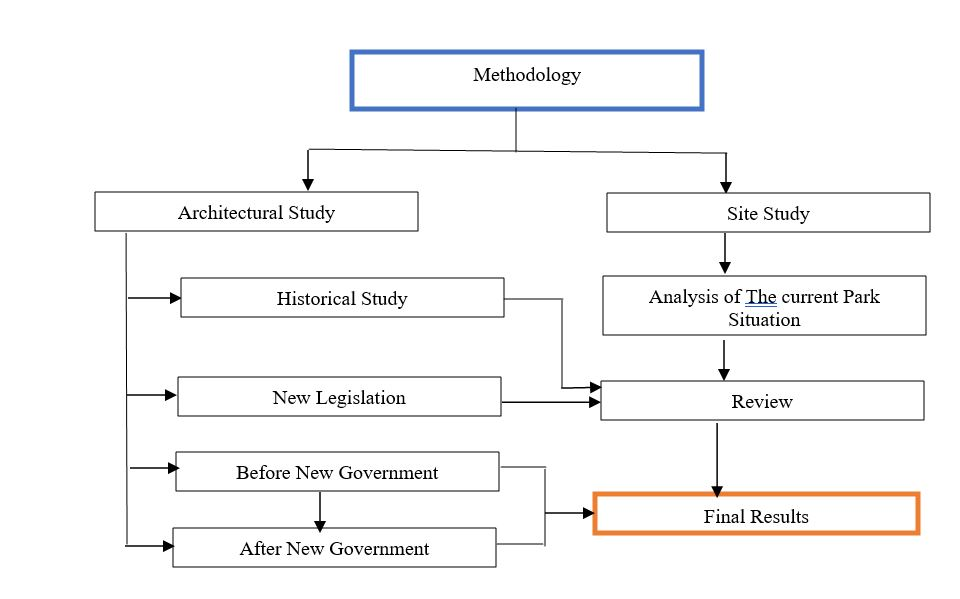 Methodology
Architectural Study
Site Study
Historical Study
Analysis of The current Park
Situation
New Legislation
Review
Before New Government
Final Results
After New Government